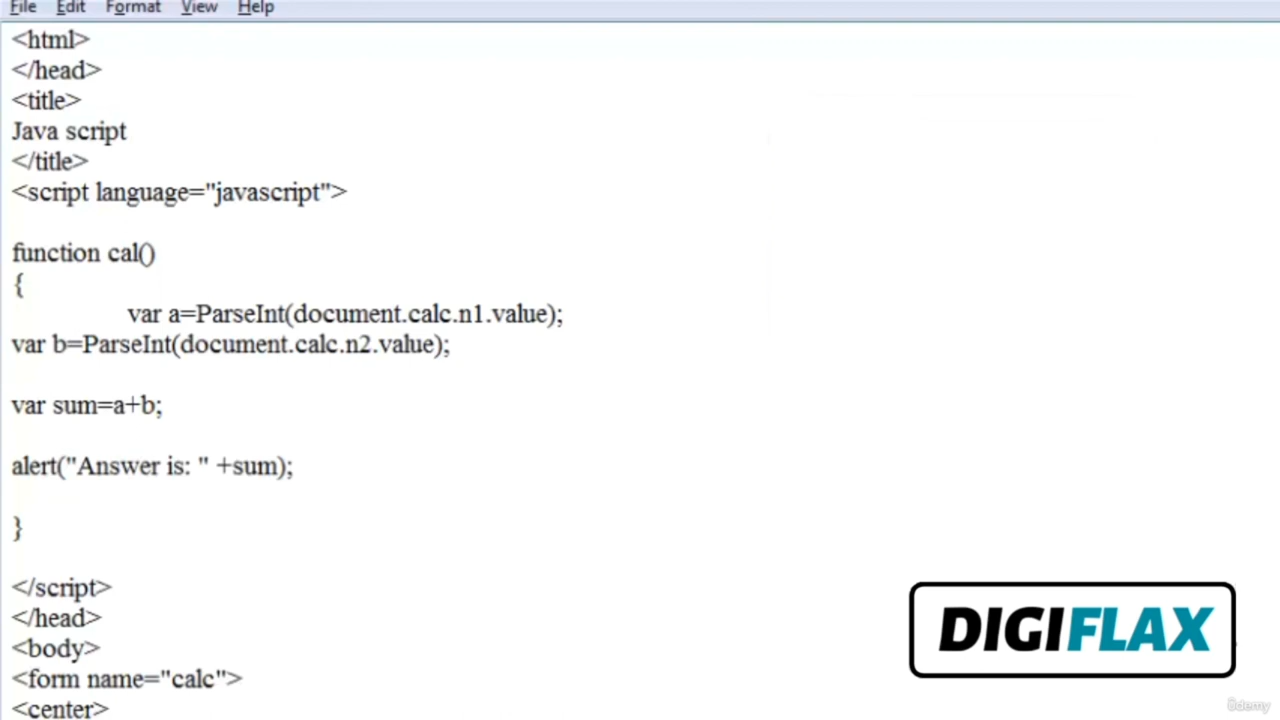 File Edit Format View Help
<html>
</head>
<title>
Java script
</title>
<script language="javascript">
function cal()
{
var a=ParseInt(document.calc.n1.value);
var b=ParseInt(document.calc.n2.value);
var sum=a+b;
alert("Answer is: " +sum);
}
</script>
</head>
<body>
<form name="calc">
<center>
DIGIFLAX
ûdemy